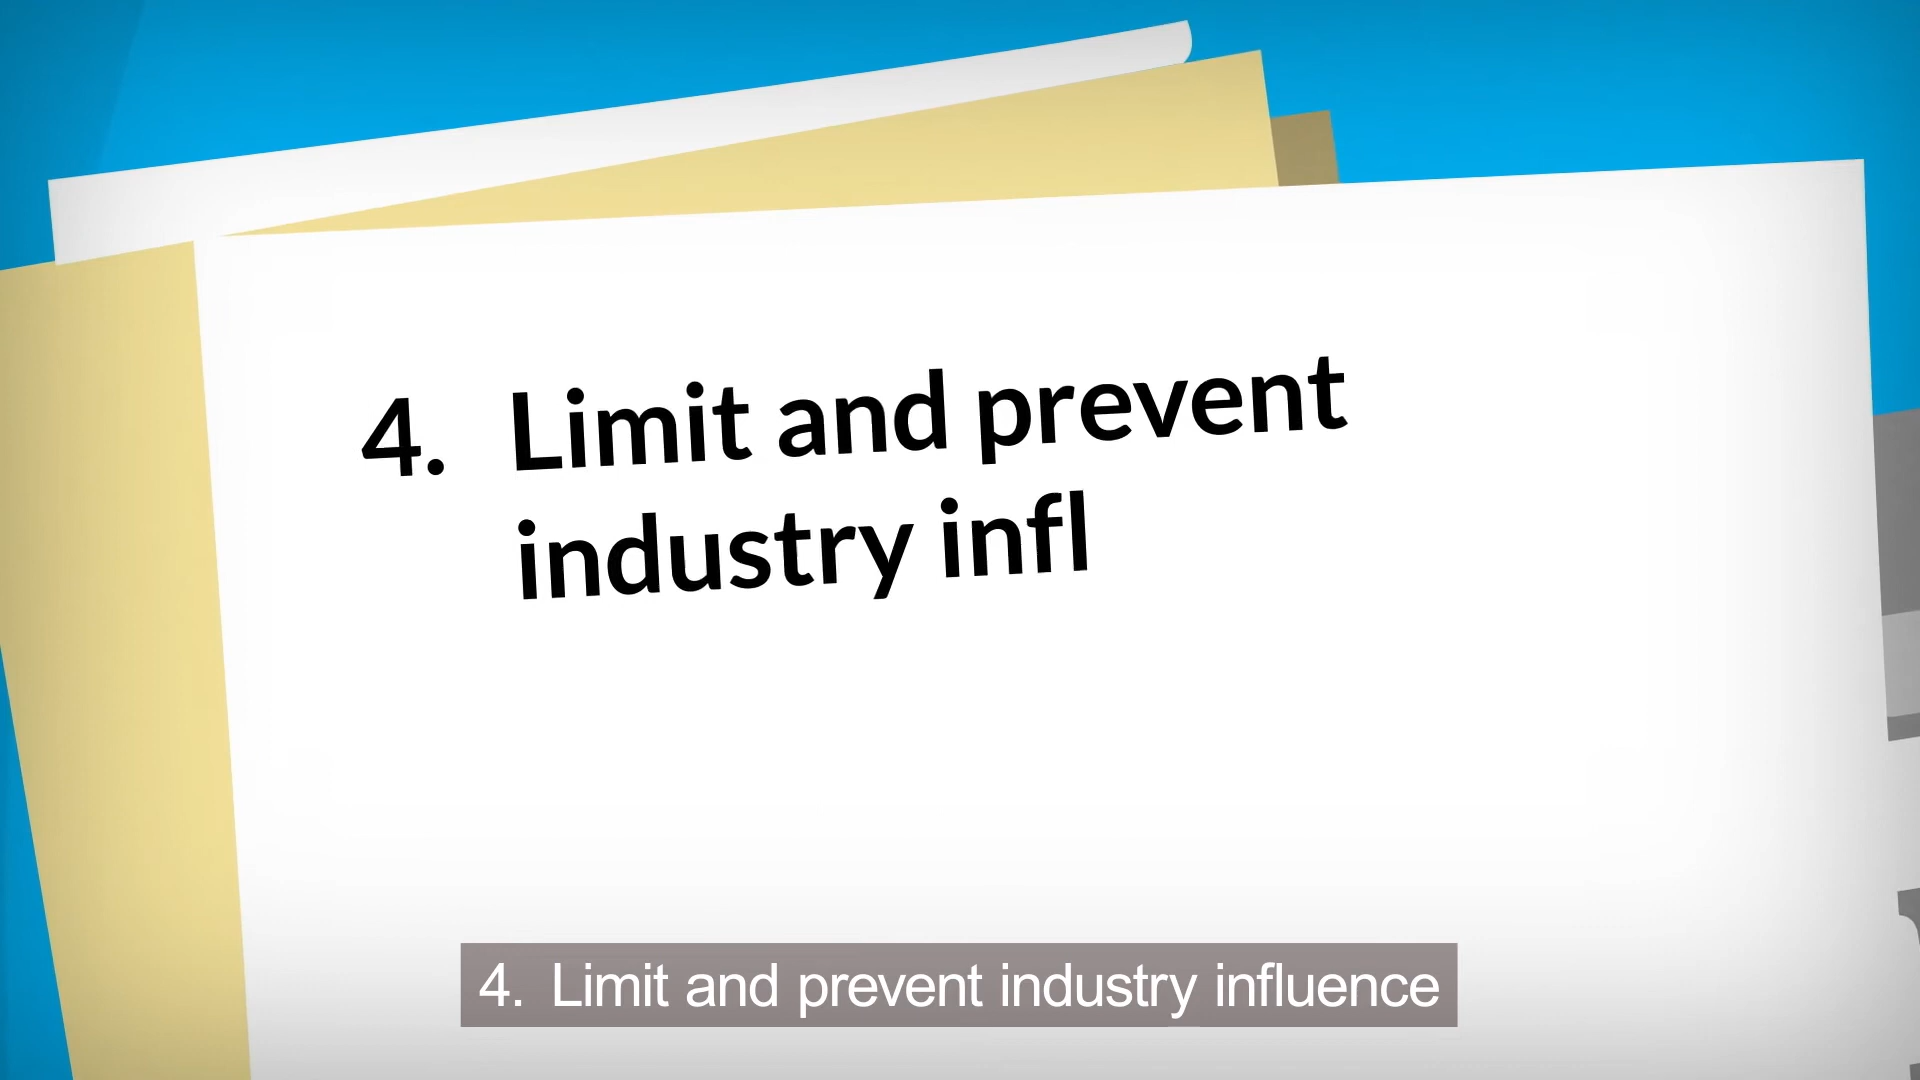 4. Limit and prevent
industry infl
4. Limit and prevent industry influence